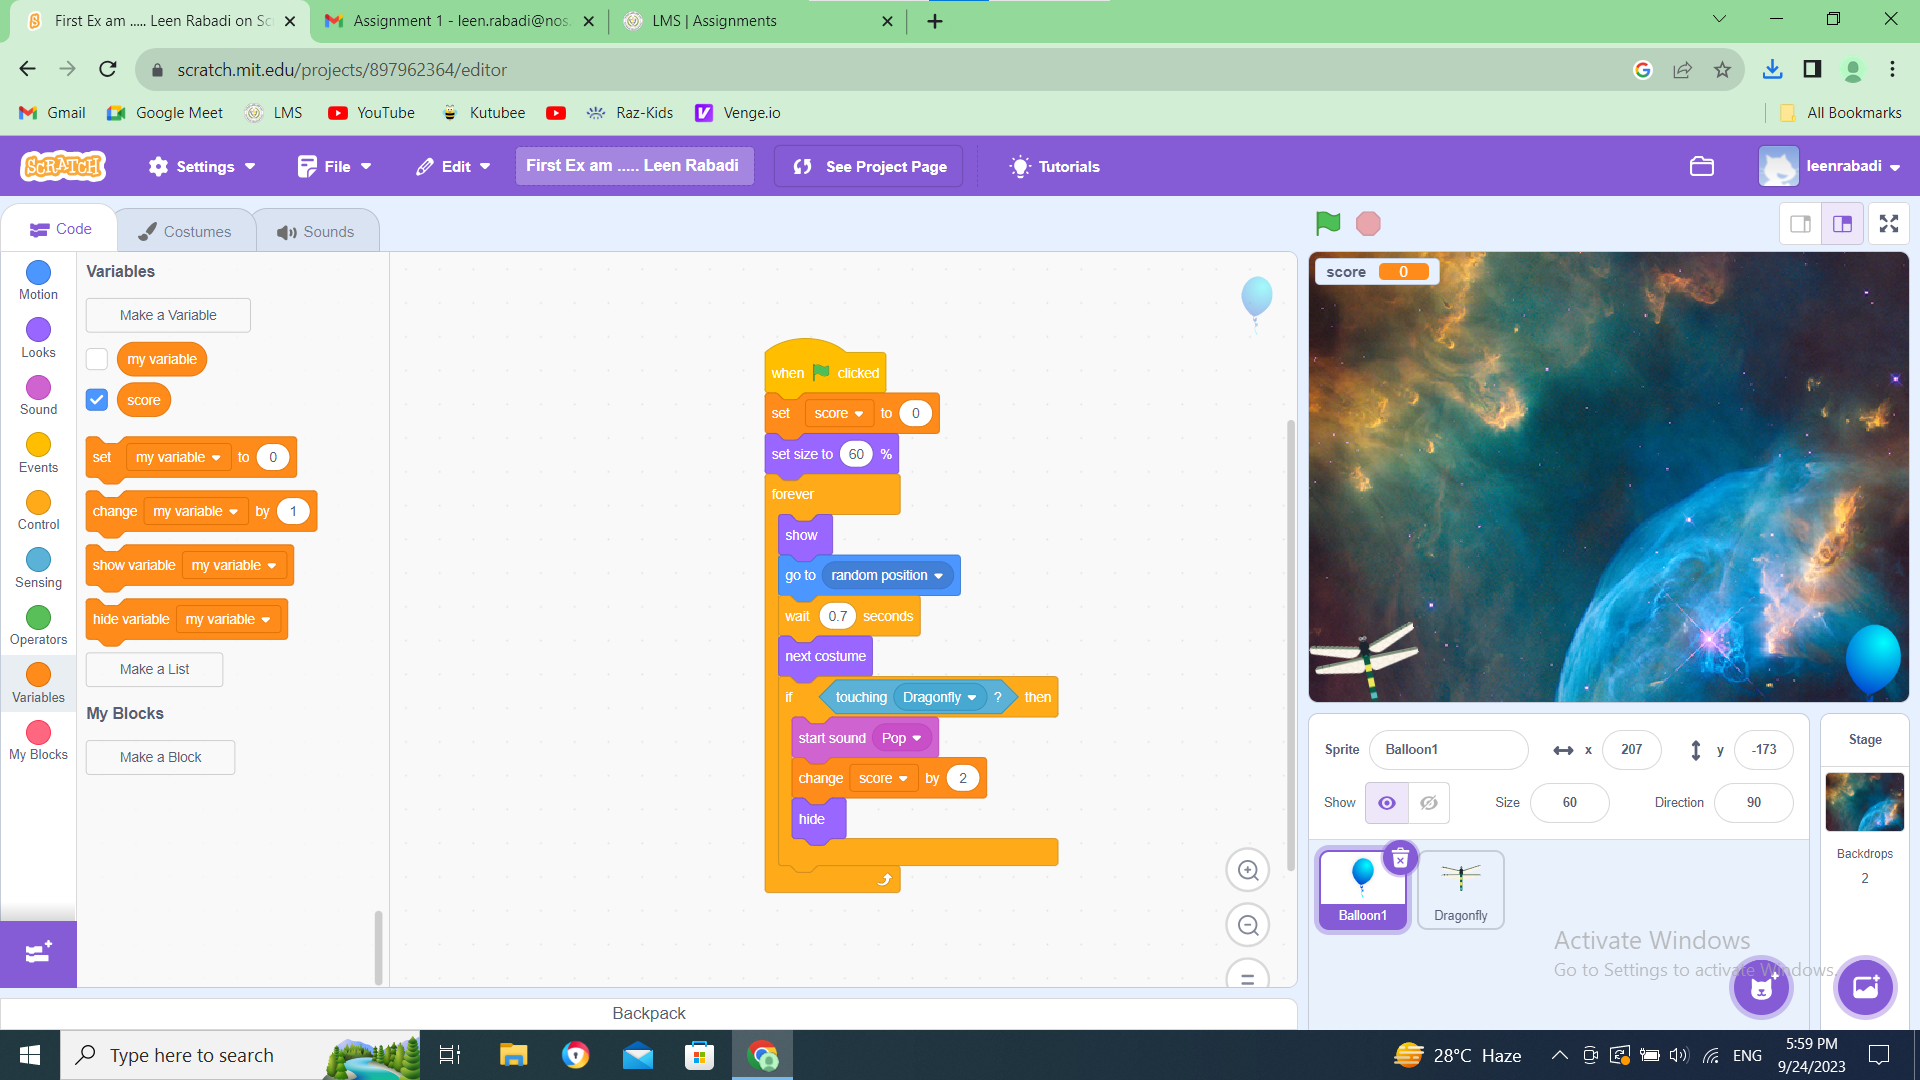 First Ex am ..... Leen Rabadi on Sc
Assignment 1 - leen.rabadi@nos.
LMS | Assignments
scratch.mit.edu/projects/897962364/editor
Gmail
Google Meet
LMS
YouTube
Kutubee
Raz-Kids
Venge.io
All Bookmarks
SCRATCH
Settings
File
Edit
First Ex am ..... Leen Rabadi
See Project Page
Tutorials
leenrabadi
Code
Costumes
Sounds
Motion
Looks
Sound
Events
Control
Sensing
Operators
Variables
My Blocks
Variables
Make a Variable
my variable
score
set my variable to 0
change my variable by 1
show variable my variable
hide variable my variable
Make a List
My Blocks
Make a Block
when clicked
set score to 0
set size to 60 %
forever
show
go to random position
wait 0.7 seconds
next costume
if touching Dragonfly ? then
start sound Pop
change score by 2
hide
score 0
Sprite Balloon1 x 207 y -173
Show Size 60 Direction 90
Balloon1
Dragonfly
Stage
Backdrops
2
Activate Windows
Go to Settings to activate Windows.
Backpack
Type here to search
28°C Haze
ENG
5:59 PM
9/24/2023